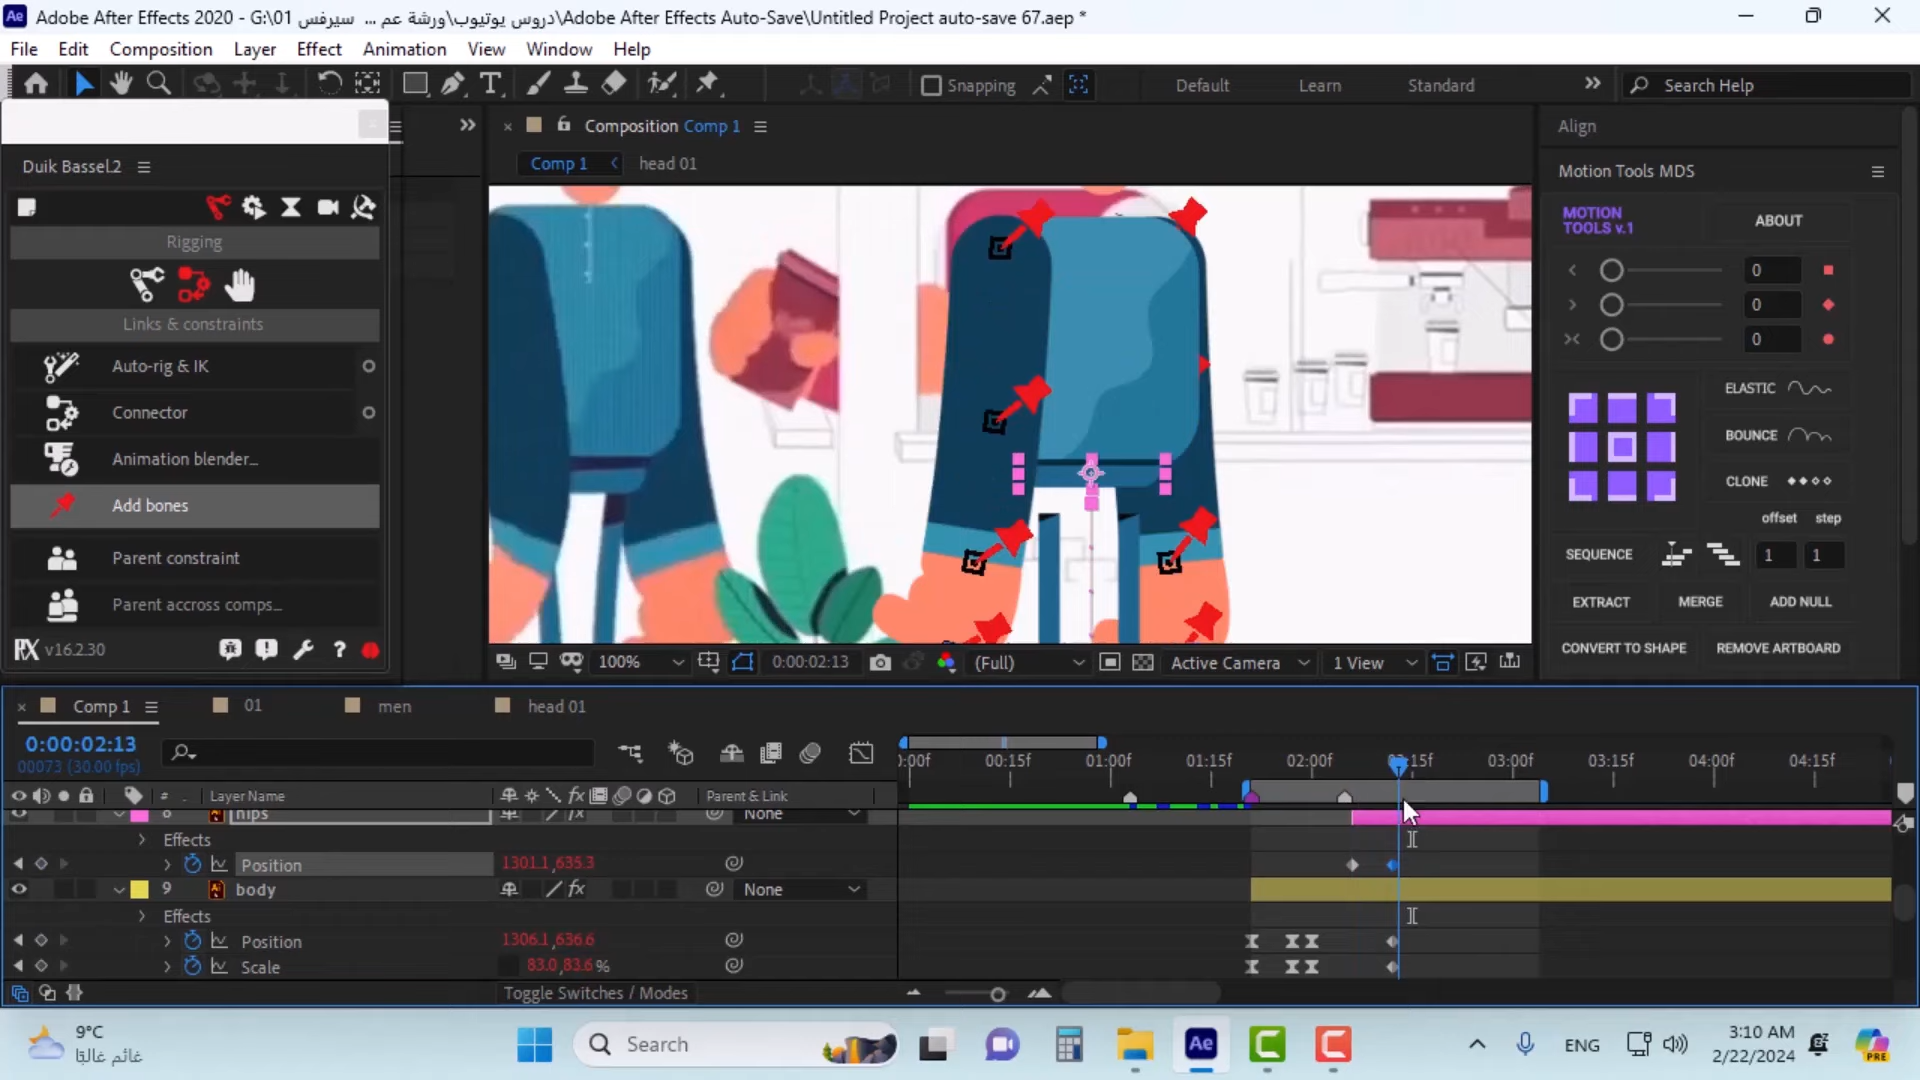 Adobe After Effects 2020 - G:\01 سيرفس ... دروس يوتيوب\ورشة عم\Adobe After Effects Auto-Save\Untitled Project auto-save 67.aep *
File Edit Composition Layer Effect Animation View Window Help
Snapping Default Learn Standard Search Help
Duik Bassel.2
Rigging
Links & constraints
Auto-rig & IK
Connector
Animation blender...
Add bones
Parent constraint
Parent accross comps...
v16.2.30
Composition Comp 1
Comp 1 head 01
100% 0:00:02:13 (Full) Active Camera 1 View
Align
Motion Tools MDS
MOTION
TOOLS v.1
ABOUT
0
0
0
ELASTIC
BOUNCE
CLONE
offset step
SEQUENCE 1 1
EXTRACT MERGE ADD NULL
CONVERT TO SHAPE REMOVE ARTBOARD
Comp 1 01 men head 01
0:00:02:13
00073 (30.00 fps)
:00f 00:15f 01:00f 01:15f 02:00f 02:15f 03:00f 03:15f 04:00f 04:15f
# Layer Name Parent & Link
8 hips None
Effects
Position 1301.1,635.3
9 body None
Effects
Position 1306.1,636.6
Scale 83.0,83.6%
Toggle Switches / Modes
9°C
غائم غالبًا
Search
Ae
ENG
3:10 AM
2/22/2024
PRE